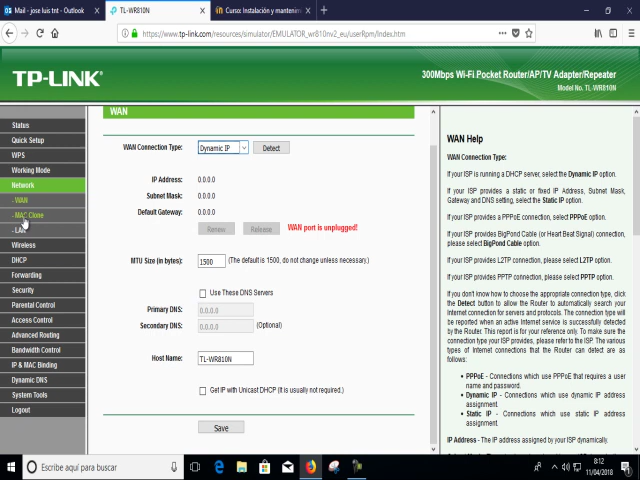 Mail - jose luis tnt - Outlook
TL-WR810N
Curso: Instalación y mantenim
https://www.tp-link.com/resources/simulator/EMULATOR_wr810nv2_eu/userRpm/Index.htm
TP-LINK®
300Mbps Wi-Fi Pocket Router/AP/TV Adapter/Repeater
Model No. TL-WR810N
Status
Quick Setup
WPS
Working Mode
Network
- WAN
- MAC Clone
- LAN
Wireless
DHCP
Forwarding
Security
Parental Control
Access Control
Advanced Routing
Bandwidth Control
IP & MAC Binding
Dynamic DNS
System Tools
Logout
WAN
WAN Connection Type: Dynamic IP Detect
IP Address: 0.0.0.0
Subnet Mask: 0.0.0.0
Default Gateway: 0.0.0.0
Renew Release WAN port is unplugged!
MTU Size (in bytes): 1500 (The default is 1500, do not change unless necessary.)
Use These DNS Servers
Primary DNS: 0.0.0.0
Secondary DNS: 0.0.0.0 (Optional)
Host Name: TL-WR810N
Get IP with Unicast DHCP (It is usually not required.)
Save
WAN Help
WAN Connection Type:
If your ISP is running a DHCP server, select the Dynamic IP option.
If your ISP provides a static or fixed IP Address, Subnet Mask,
Gateway and DNS setting, select the Static IP option.
If your ISP provides a PPPoE connection, select PPPoE option.
If your ISP provides BigPond Cable (or Heart Beat Signal) connection,
please select BigPond Cable option.
If your ISP provides L2TP connection, please select L2TP option.
If your ISP provides PPTP connection, please select PPTP option.
If you don't know how to choose the appropriate connection type, click
the Detect button to allow the Router to automatically search your
Internet connection for servers and protocols. The connection type will
be reported when an active Internet service is successfully detected
by the Router. This report is for your reference only. To make sure the
connection type your ISP provides, please refer to the ISP. The various
types of Internet connections that the Router can detect are as
follows:
• PPPoE - Connections which use PPPoE that requires a
user name and password.
• Dynamic IP - Connections which use dynamic IP address
assignment.
• Static IP - Connections which use static IP address
assignment.
IP Address - The IP address assigned by your ISP dynamically.
Escribe aquí para buscar
8:12
11/04/2018